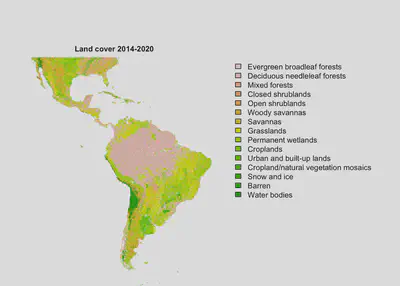 Land cover 2014-2020
Evergreen broadleaf forests
Deciduous needleleaf forests
Mixed forests
Closed shrublands
Open shrublands
Woody savannas
Savannas
Grasslands
Permanent wetlands
Croplands
Urban and built-up lands
Cropland/natural vegetation mosaics
Snow and ice
Barren
Water bodies